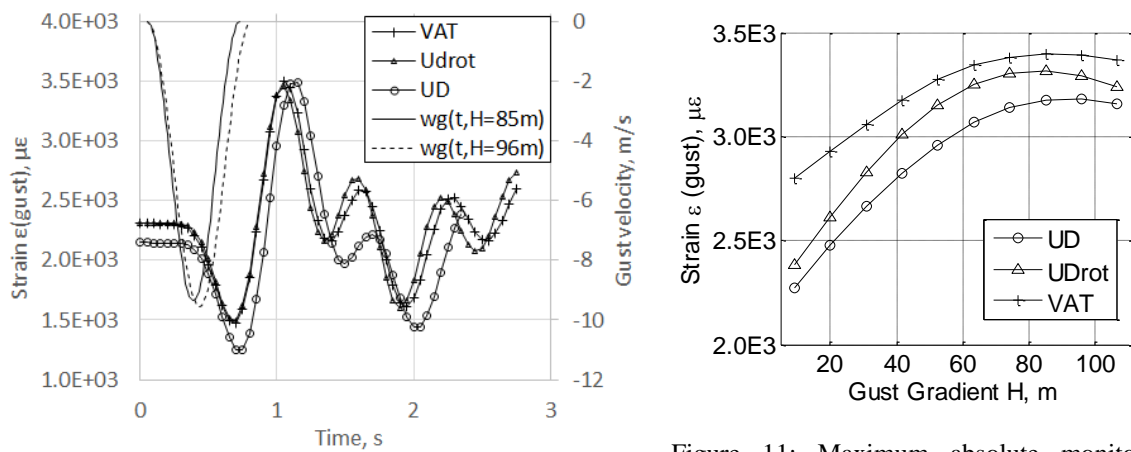 4.0E+03
3.5E+03
3.0E+03
2.5E+03
2.0E+03
1.5E+03
1.0E+03
Strain ε(gust), με
0
1
2
3
Time, s
0
-2
-4
-6
-8
-10
-12
Gust velocity, m/s
VAT
Udrot
UD
wg(t,H=85m)
wg(t,H=96m)
3.5E3
3.0E3
2.5E3
2.0E3
Strain ε (gust), με
20
40
60
80
100
Gust Gradient H, m
UD
UDrot
VAT
Figure 11: Maximum absolute monito